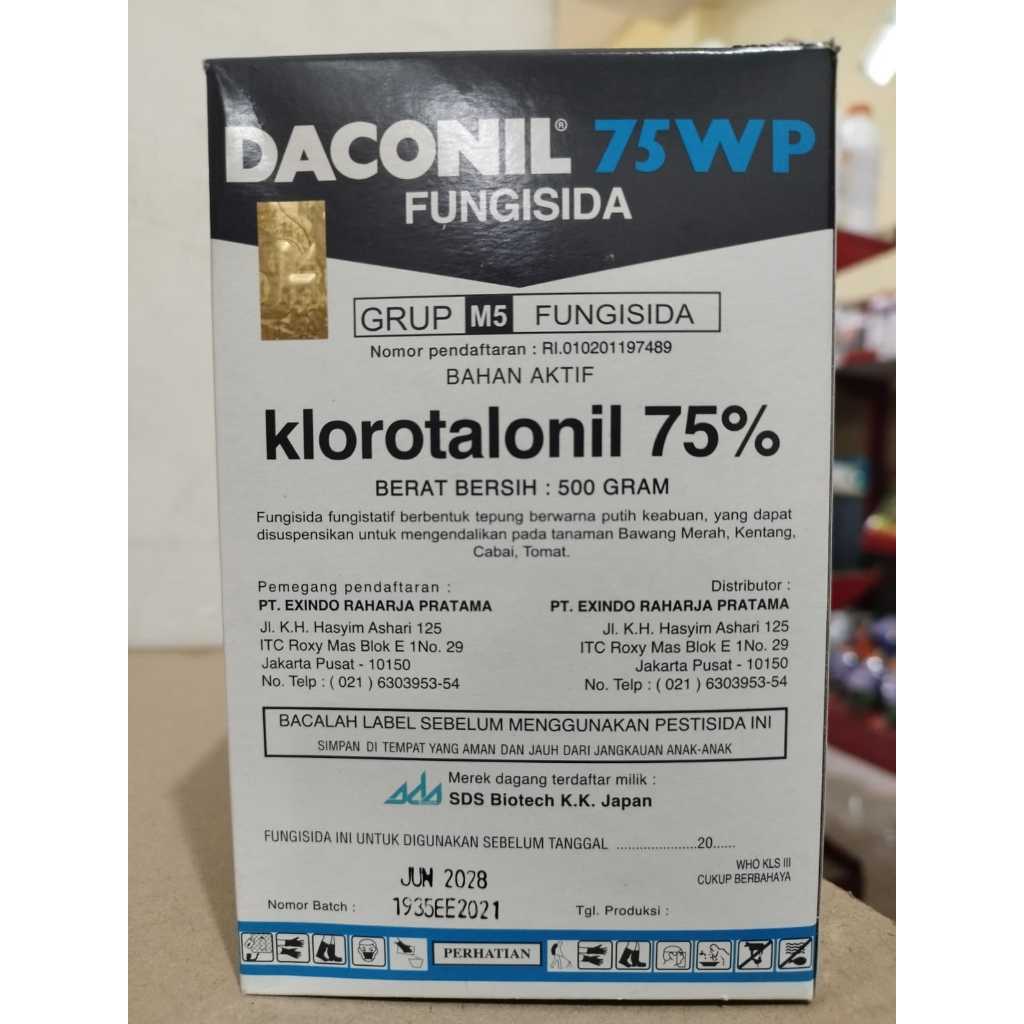 DACONIL® 75WP
FUNGISIDA
GRUP M5 FUNGISIDA
Nomor pendaftaran : RI.010201197489
BAHAN AKTIF
klorotalonil 75%
BERAT BERSIH : 500 GRAM
Fungisida fungistatif berbentuk tepung berwarna putih keabuan, yang dapat
disuspensikan untuk mengendalikan pada tanaman Bawang Merah, Kentang,
Cabai, Tomat.
Pemegang pendaftaran :
PT. EXINDO RAHARJA PRATAMA
Jl. K.H. Hasyim Ashari 125
ITC Roxy Mas Blok E 1No. 29
Jakarta Pusat - 10150
No. Telp : ( 021 ) 6303953-54
Distributor :
PT. EXINDO RAHARJA PRATAMA
Jl. K.H. Hasyim Ashari 125
ITC Roxy Mas Blok E 1No. 29
Jakarta Pusat - 10150
No. Telp : ( 021 ) 6303953-54
BACALAH LABEL SEBELUM MENGGUNAKAN PESTISIDA INI
SIMPAN DI TEMPAT YANG AMAN DAN JAUH DARI JANGKAUAN ANAK-ANAK
Merek dagang terdaftar milik :
SDS Biotech K.K. Japan
FUNGISIDA INI UNTUK DIGUNAKAN SEBELUM TANGGAL .....................20......
WHO KLS III
CUKUP BERBAHAYA
JUN 2028
Nomor Batch : 1935EE2021 Tgl. Produksi :
PERHATIAN